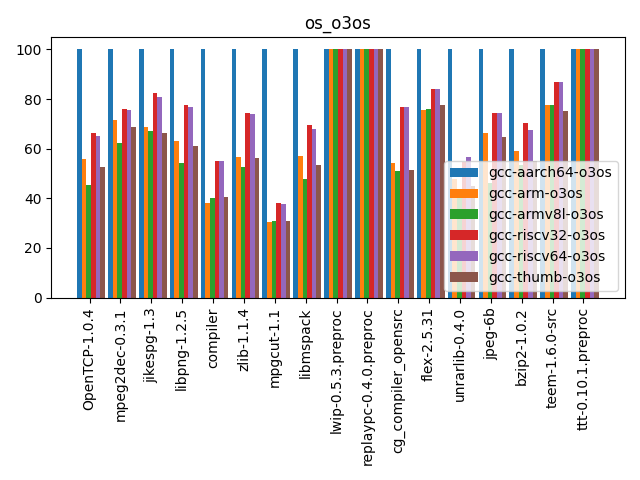 os_o3os
100
80
60
40
20
0
gcc-aarch64-o3os
gcc-arm-o3os
gcc-armv8l-o3os
gcc-riscv32-o3os
gcc-riscv64-o3os
gcc-thumb-o3os
OpenTCP-1.0.4
mpeg2dec-0.3.1
jikespg-1.3
libpng-1.2.5
compiler
zlib-1.1.4
mpgcut-1.1
libmspack
lwip-0.5.3.preproc
replaypc-0.4.0.preproc
cg_compiler_opensrc
flex-2.5.31
unrarlib-0.4.0
jpeg-6b
bzip2-1.0.2
teem-1.6.0-src
ttt-0.10.1.preproc